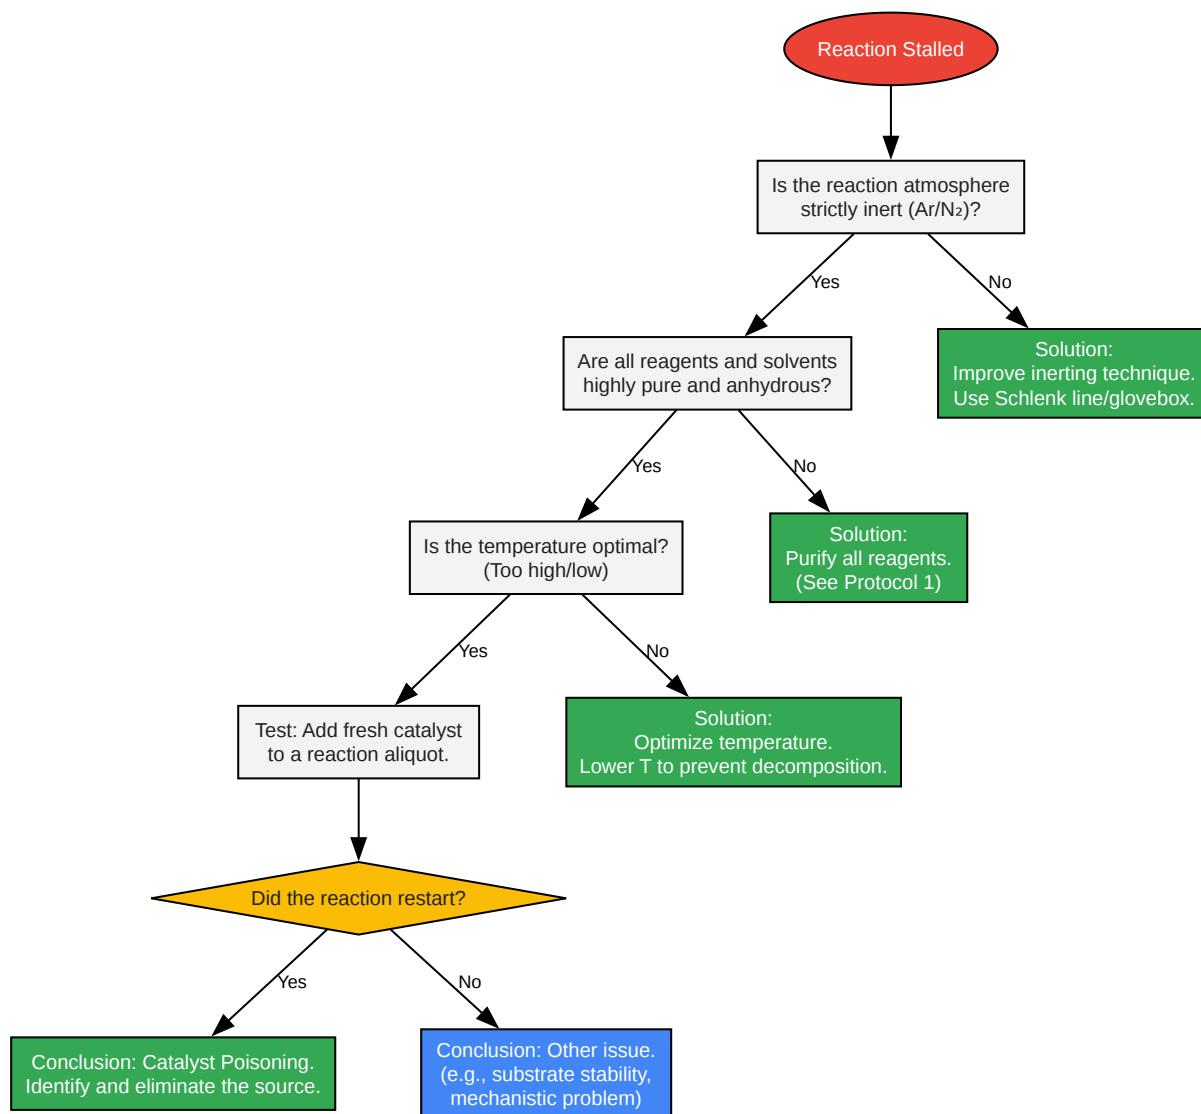 Reaction Stalled
Is the reaction atmosphere
strictly inert (Ar/N₂)?
Yes
No
Are all reagents and solvents
highly pure and anhydrous?
Solution:
Improve inerting technique.
Use Schlenk line/glovebox.
Yes
No
Is the temperature optimal?
(Too high/low)
Solution:
Purify all reagents.
(See Protocol 1)
Yes
No
Test: Add fresh catalyst
to a reaction aliquot.
Solution:
Optimize temperature.
Lower T to prevent decomposition.
Did the reaction restart?
Yes
No
Conclusion: Catalyst Poisoning.
Identify and eliminate the source.
Conclusion: Other issue.
(e.g., substrate stability,
mechanistic problem)